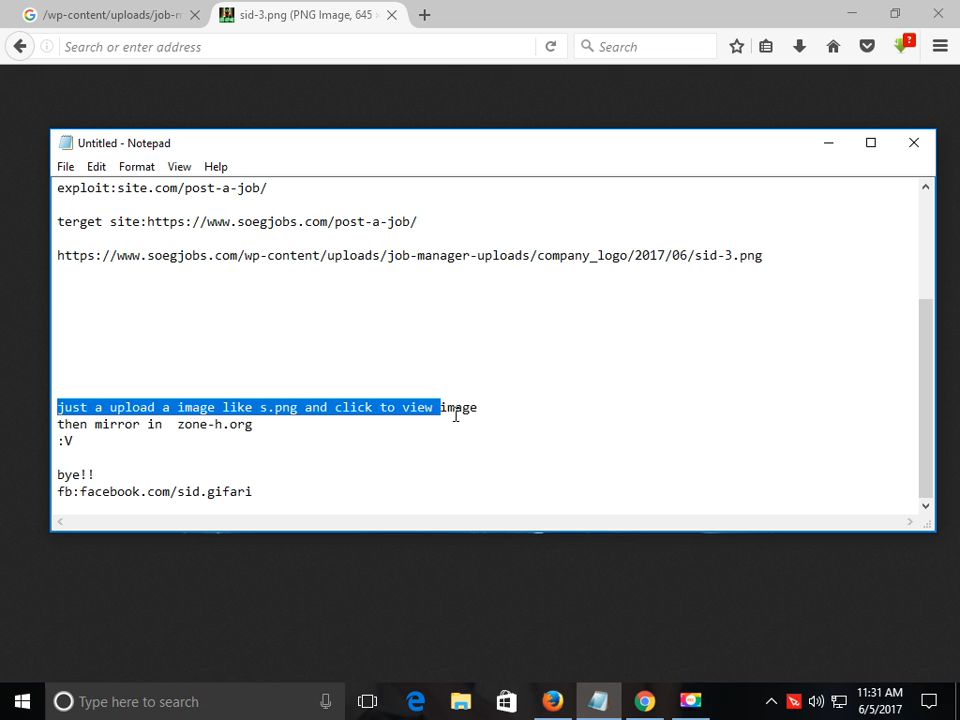 /wp-content/uploads/job-m
sid-3.png (PNG Image, 645
Search or enter address
Search
?
Untitled - Notepad
File Edit Format View Help
exploit:site.com/post-a-job/
terget site:https://www.soegjobs.com/post-a-job/
https://www.soegjobs.com/wp-content/uploads/job-manager-uploads/company_logo/2017/06/sid-3.png
just a upload a image like s.png and click to view image
then mirror in  zone-h.org
:V
bye!!
fb:facebook.com/sid.gifari
Type here to search
11:31 AM
6/5/2017